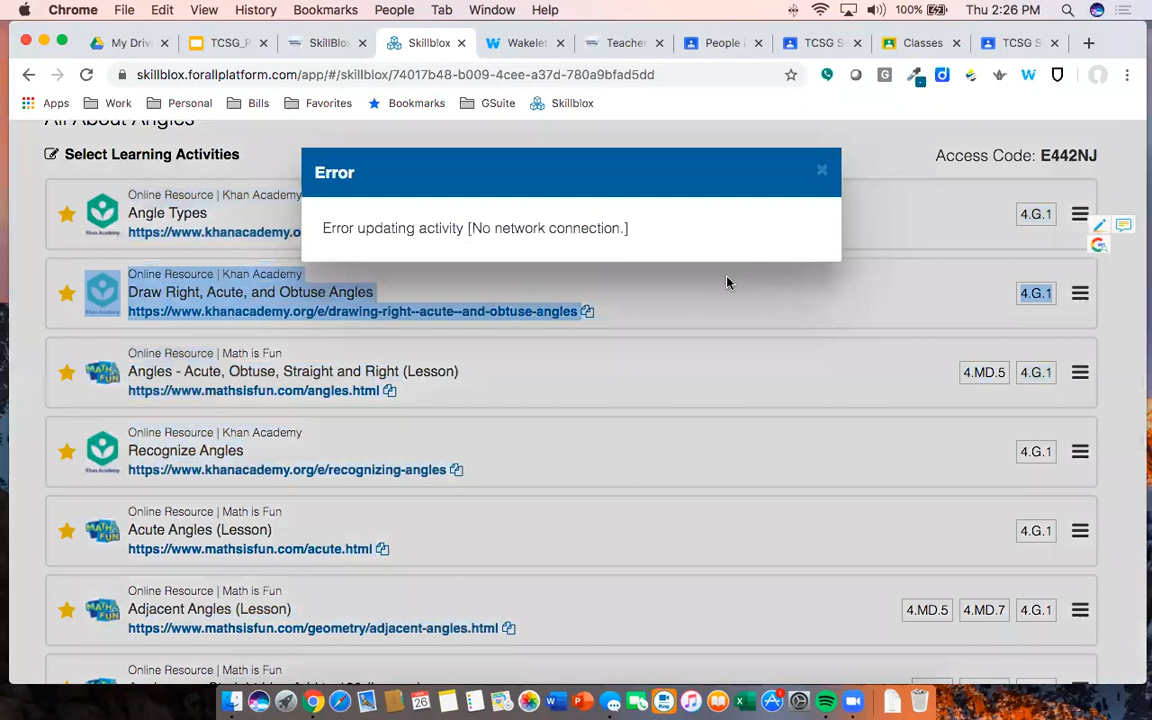 Chrome File Edit View History Bookmarks People Tab Window Help 100% Thu 2:26 PM
My Driv TCSG_P SkillBlox Skillblox Wakelet Teacher People TCSG S Classes TCSG S
skillblox.forallplatform.com/app/#/skillblox/74017b48-b009-4cee-a37d-780a9bfad5dd
Apps Work Personal Bills Favorites Bookmarks GSuite Skillblox
All About Angles
Select Learning Activities
Access Code: E442NJ
Error
Error updating activity [No network connection.]
Online Resource | Khan Academy
Angle Types
https://www.khanacademy.o
4.G.1
Online Resource | Khan Academy
Draw Right, Acute, and Obtuse Angles
https://www.khanacademy.org/e/drawing-right--acute--and-obtuse-angles
4.G.1
Online Resource | Math is Fun
Angles - Acute, Obtuse, Straight and Right (Lesson)
https://www.mathsisfun.com/angles.html
4.MD.5 4.G.1
Online Resource | Khan Academy
Recognize Angles
https://www.khanacademy.org/e/recognizing-angles
4.G.1
Online Resource | Math is Fun
Acute Angles (Lesson)
https://www.mathsisfun.com/acute.html
4.G.1
Online Resource | Math is Fun
Adjacent Angles (Lesson)
https://www.mathsisfun.com/geometry/adjacent-angles.html
4.MD.5 4.MD.7 4.G.1
Online Resource | Math is Fun